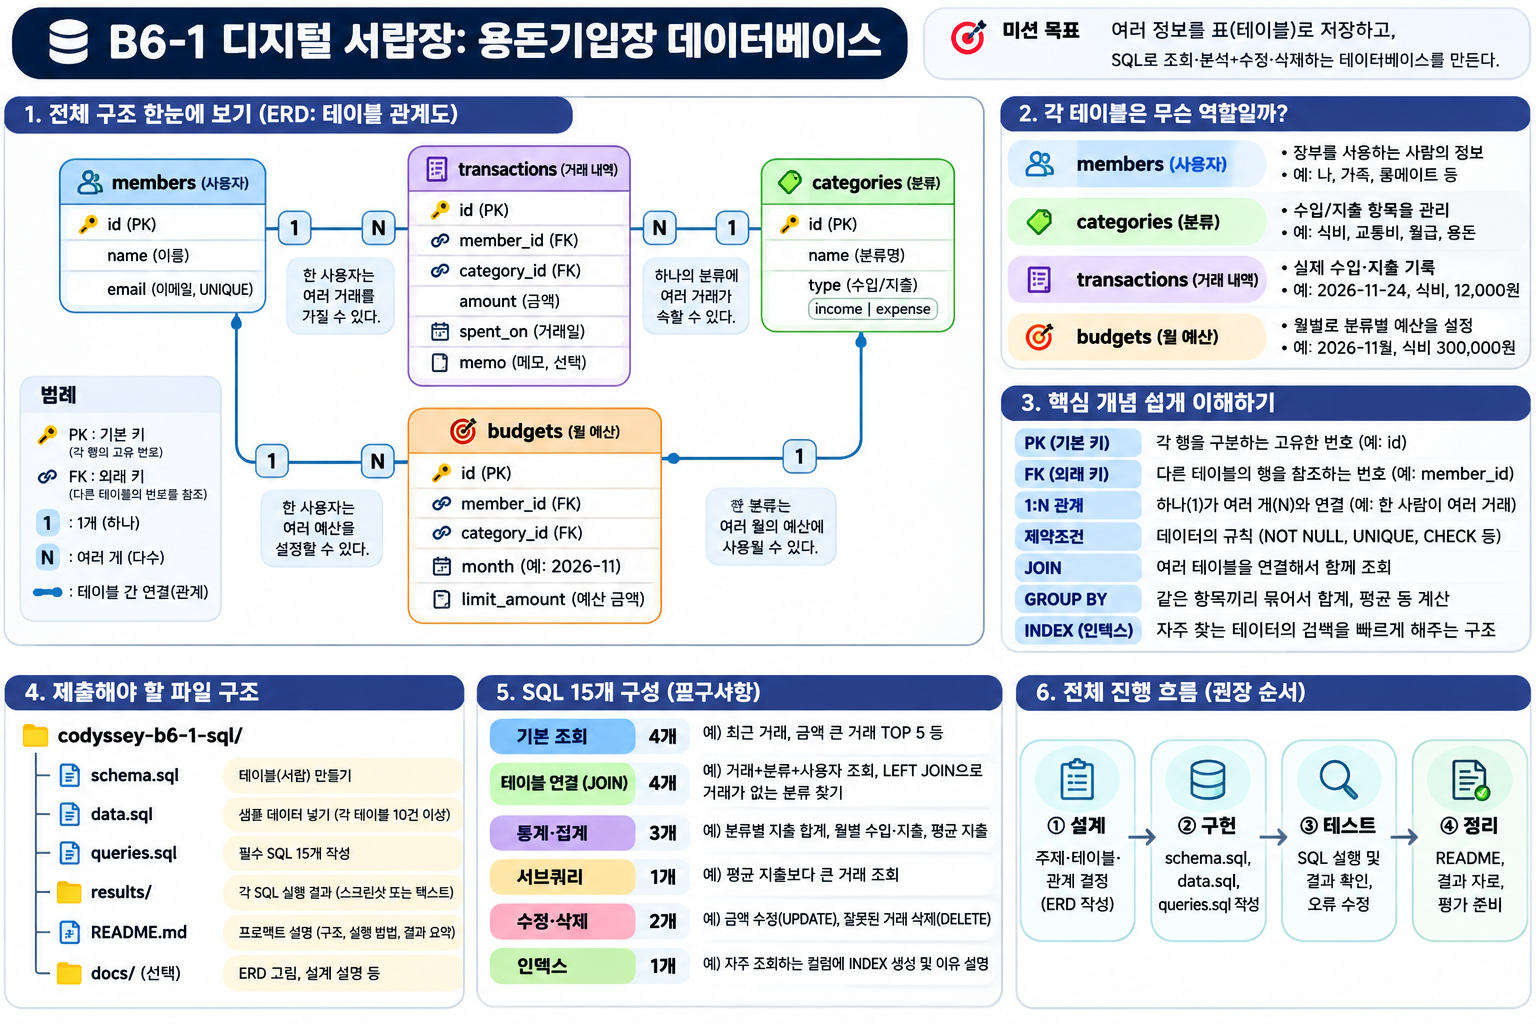 B6-1 디지털 서랍장: 용돈기입장 데이터베이스
미션 목표
여러 정보를 표(테이블)로 저장하고,
SQL로 조회·분석+수정·삭제하는 데이터베이스를 만든다.
1. 전체 구조 한눈에 보기 (ERD: 테이블 관계도)
members (사용자)
id (PK)
name (이름)
email (이메일, UNIQUE)
1
N
한 사용자는
여러 거래를
가질 수 있다.
transactions (거래 내역)
id (PK)
member_id (FK)
category_id (FK)
amount (금액)
spent_on (거래일)
memo (메모, 선택)
N
1
하나의 분류에
여러 거래가
속할 수 있다.
categories (분류)
id (PK)
name (분류명)
type (수입/지출)
income | expense
범례
PK : 기본 키
(각 행의 고유 번호)
FK : 외래 키
(다른 테이블의 번호를 참조)
1 : 1개 (하나)
N : 여러 게 (다수)
: 테이블 간 연결(관계)
1
N
한 사용자는
여러 예산을
설정할 수 있다.
budgets (월 예산)
id (PK)
member_id (FK)
category_id (FK)
month (예: 2026-11)
limit_amount (예산 금액)
1
분류는
여러 월의 예산에
사용될 수 있다.
2. 각 테이블은 무슨 역할일까?
members (사용자)
• 장부를 사용하는 사람의 정보
• 예: 나, 가족, 룸메이트 등
categories (분류)
• 수입/지출 항목을 관리
• 예: 식비, 교통비, 월급, 용돈
transactions (거래 내역)
• 실제 수입·지출 기록
• 예: 2026-11-24, 식비, 12,000원
budgets (월 예산)
• 월별로 분류별 예산을 설정
• 예: 2026-11월, 식비 300,000원
3. 핵심 개념 쉽게 이해하기
PK (기본 키) 각 행을 구분하는 고유한 번호 (예: id)
FK (외래 키) 다른 테이블의 행을 참조하는 번호 (예: member_id)
1:N 관계 하나(1)가 여러 게(N)와 연결 (예: 한 사람이 여러 거래)
제약조건 데이터의 규칙 (NOT NULL, UNIQUE, CHECK 등)
JOIN 여러 테이블을 연결해서 함께 조회
GROUP BY 같은 항목끼리 묶어서 합계, 평균 등 계산
INDEX (인텍스) 자주 찾는 테이터의 검색을 빠르게 해주는 구조
4. 제출해야 할 파일 구조
codyssey-b6-1-sql/
schema.sql 테이블(서랍) 만들기
data.sql 샘플 데이터 넣기 (각 테이블 10건 이상)
queries.sql 필수 SQL 15개 작성
results/ 각 SQL 실행 결과 (스크린샷 또는 택스트)
README.md 프로맥트 설명 (구조, 실행 법법, 결과 요약)
docs/ (선택) ERD 그림, 설계 설명 등
5. SQL 15개 구성 (필구샤항)
기본 조회 4개 예) 최근 거래, 금액 큰 거래 TOP 5 등
테이블 연결 (JOIN) 4개 예) 거래+분류+사용자 조회, LEFT JOIN으로
거래가 없는 분류 찾기
통계·집계 3개 예) 분류별 지출 합계, 월별 수입·지출, 평균 지출
서브쿼리 1개 예) 평균 지출보다 큰 거래 조회
수정·삭제 2개 예) 금액 수정(UPDATE), 잘못된 거래 삭제(DELETE)
인덱스 1개 예) 자주 조회하는 컬럼에 INDEX 생성 및 이유 설명
6. 전체 진행 흐름 (권장 순서)
① 설계
주제·테이블·
관계 결정
(ERD 작성)
② 구헌
schema.sql,
data.sql,
queries.sql 작성
③ 테스트
SQL 실행 및
결과 확인,
오류 수정
④ 정리
README,
결과 자로,
평가 준비